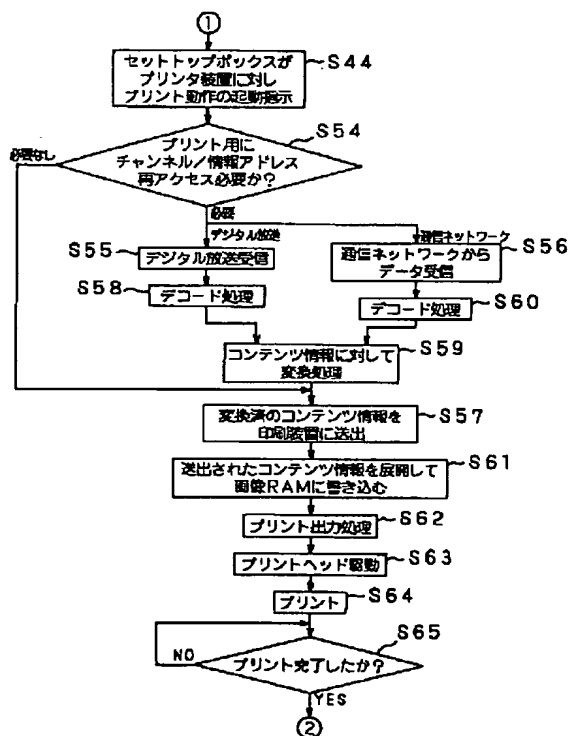 ①
セットトップボックスが
プリンタ装置に対し
プリント動作の起動指示
S44
プリント用に
チャンネル/情報アドレス
再アクセス必要か?
S54
必要なし
必要
デジタル放送
通信ネットワーク
デジタル放送受信
S55
通信ネットワークから
データ受信
S56
デコード処理
S58
デコード処理
S60
コンテンツ情報に対して
変換処理
S59
変換済のコンテンツ情報を
印刷装置に送出
S57
送出されたコンテンツ情報を展開して
画像RAMに書き込む
S61
プリント出力処理
S62
プリントヘッド駆動
S63
プリント
S64
プリント完了したか?
S65
NO
YES
②